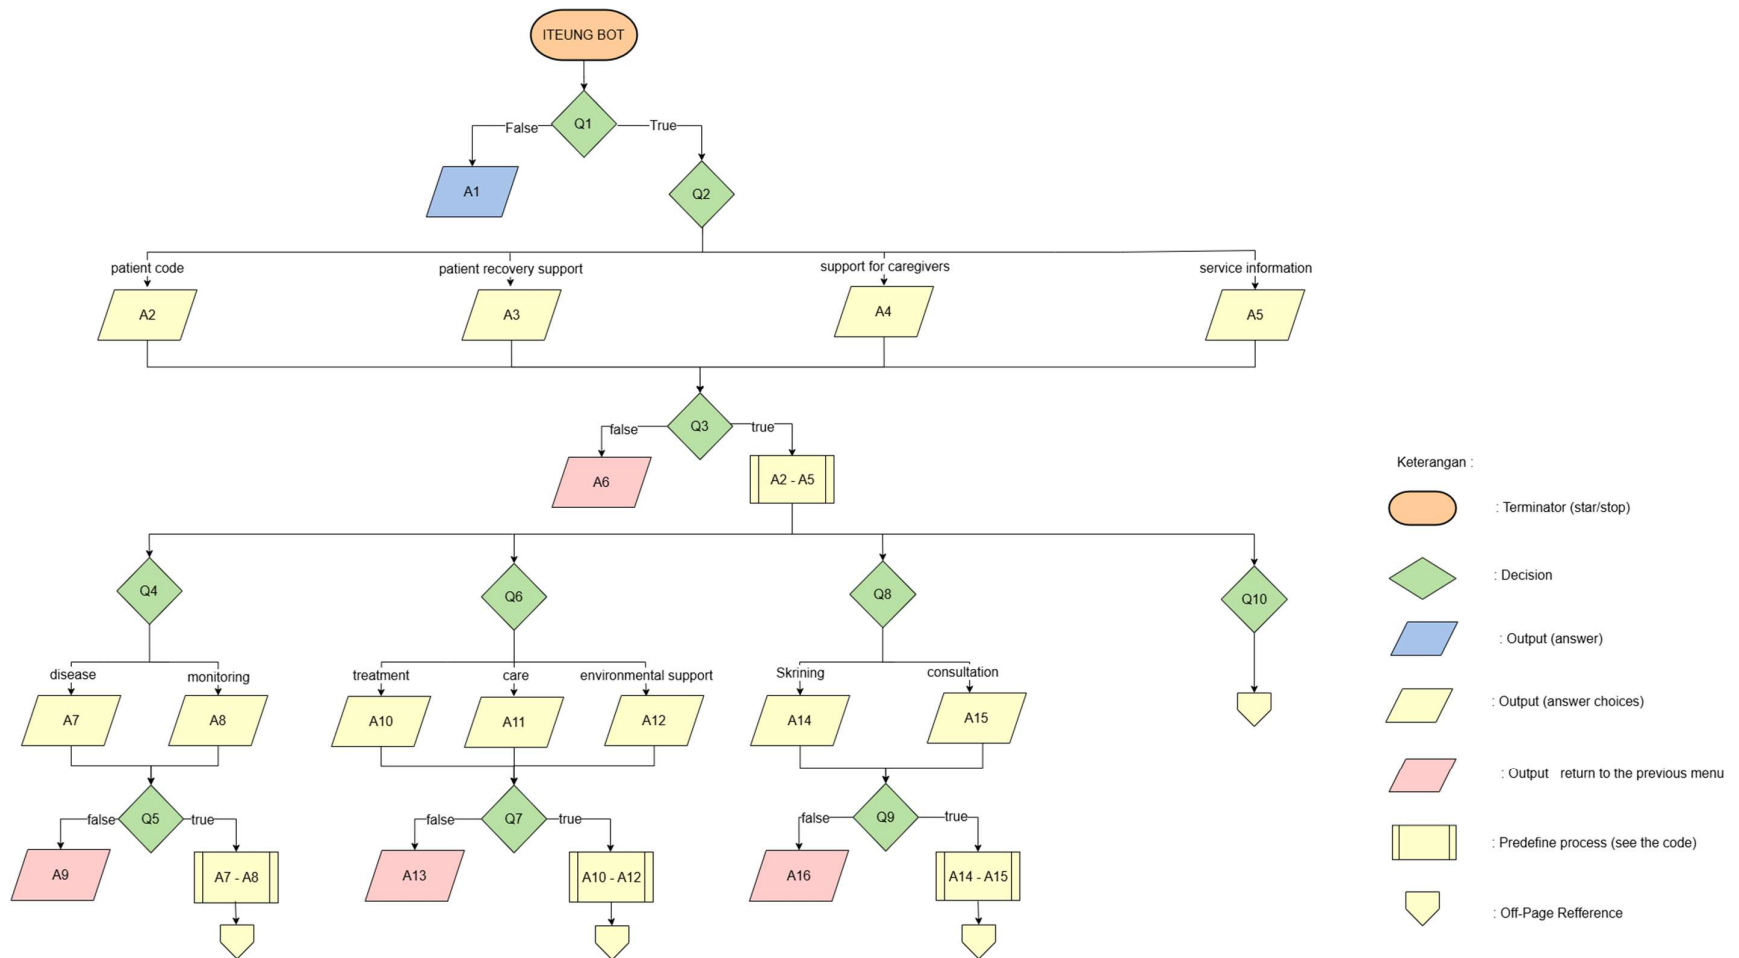 ITEUNG BOT
Q1
False
True
A1
Q2
patient code
patient recovery support
support for caregivers
service information
A2
A3
A4
A5
Q3
false
true
A6
A2 - A5
Q4
Q6
Q8
Q10
disease
monitoring
treatment
care
environmental support
Skrining
consultation
A7
A8
A10
A11
A12
A14
A15
Q5
false
true
Q7
false
true
Q9
false
true
A9
A7 - A8
A13
A10 - A12
A16
A14 - A15
Keterangan :
: Terminator (star/stop)
: Decision
: Output (answer)
: Output (answer choices)
: Output return to the previous menu
: Predefine process (see the code)
: Off-Page Refference